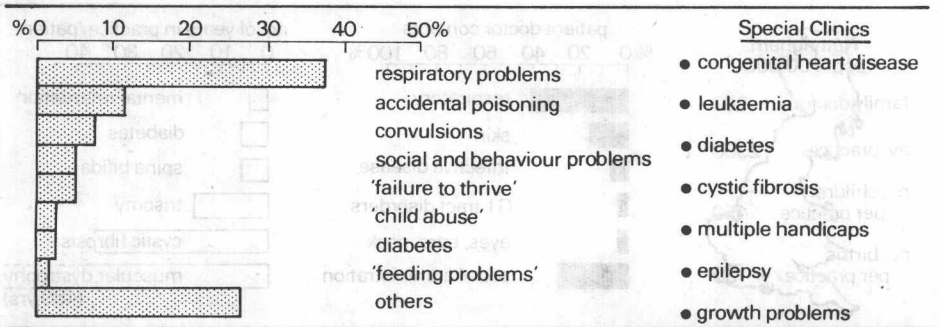 % 0 10 20 30 40 50%
respiratory problems
accidental poisoning
convulsions
social and behaviour problems
'failure to thrive'
'child abuse'
diabetes
'feeding problems'
others
Special Clinics
• congenital heart disease
• leukaemia
• diabetes
• cystic fibrosis
• multiple handicaps
• epilepsy
• growth problems